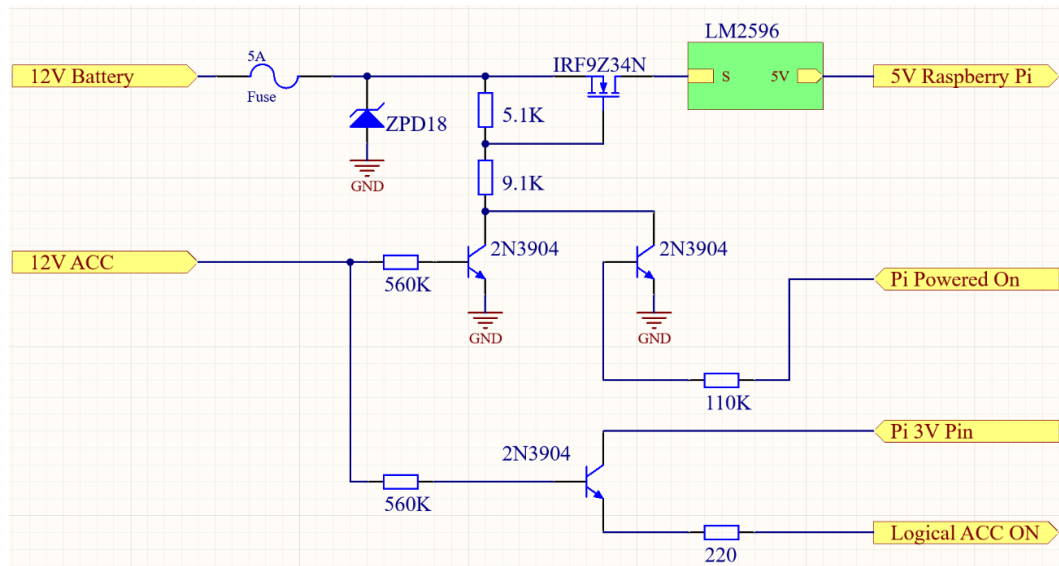 LM2596
5A
IRF9Z34N
12V Battery
S
5V
5V Raspberry Pi
Fuse
5.1K
ZPD18
GND
9.1K
2N3904
2N3904
12V ACC
560K
Pi Powered On
GND
GND
110K
Pi 3V Pin
2N3904
560K
Logical ACC ON
220